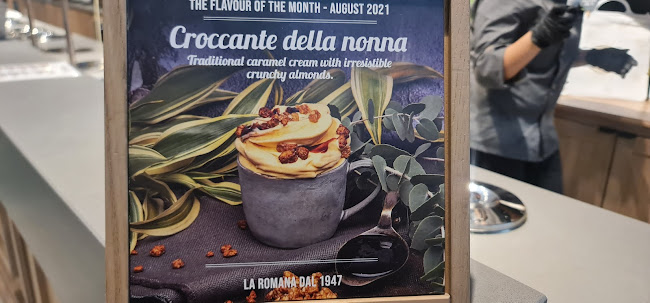 THE FLAVOUR OF THE MONTH - AUGUST 2021
Croccante della nonna
Traditional caramel cream with irresistible
crunchy almonds.
LA ROMANA DAL 1947